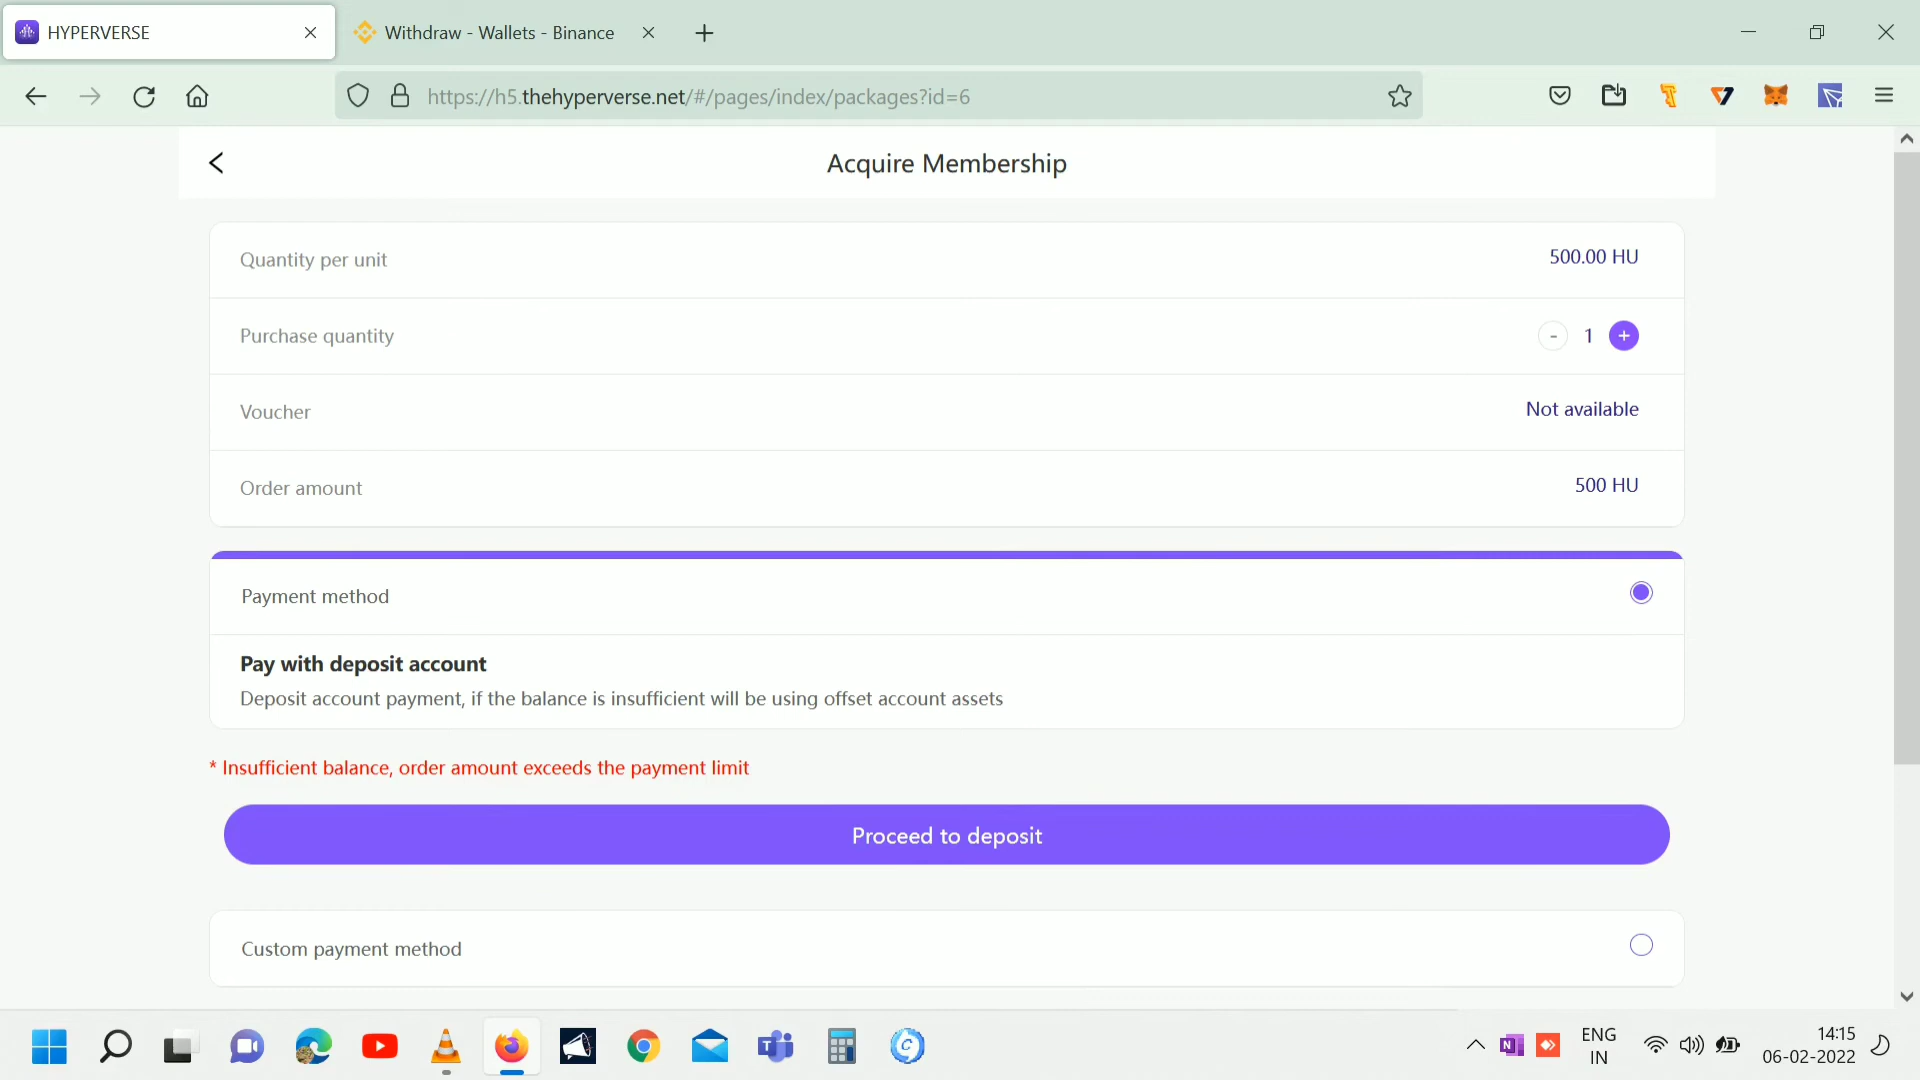 HYPERVERSE
Withdraw - Wallets - Binance
https://h5.thehyperverse.net/#/pages/index/packages?id=6
Acquire Membership
Quantity per unit
500.00 HU
Purchase quantity
- 1 +
Voucher
Not available
Order amount
500 HU
Payment method
Pay with deposit account
Deposit account payment, if the balance is insufficient will be using offset account assets
* Insufficient balance, order amount exceeds the payment limit
Proceed to deposit
Custom payment method
ENG
IN
14:15
06-02-2022